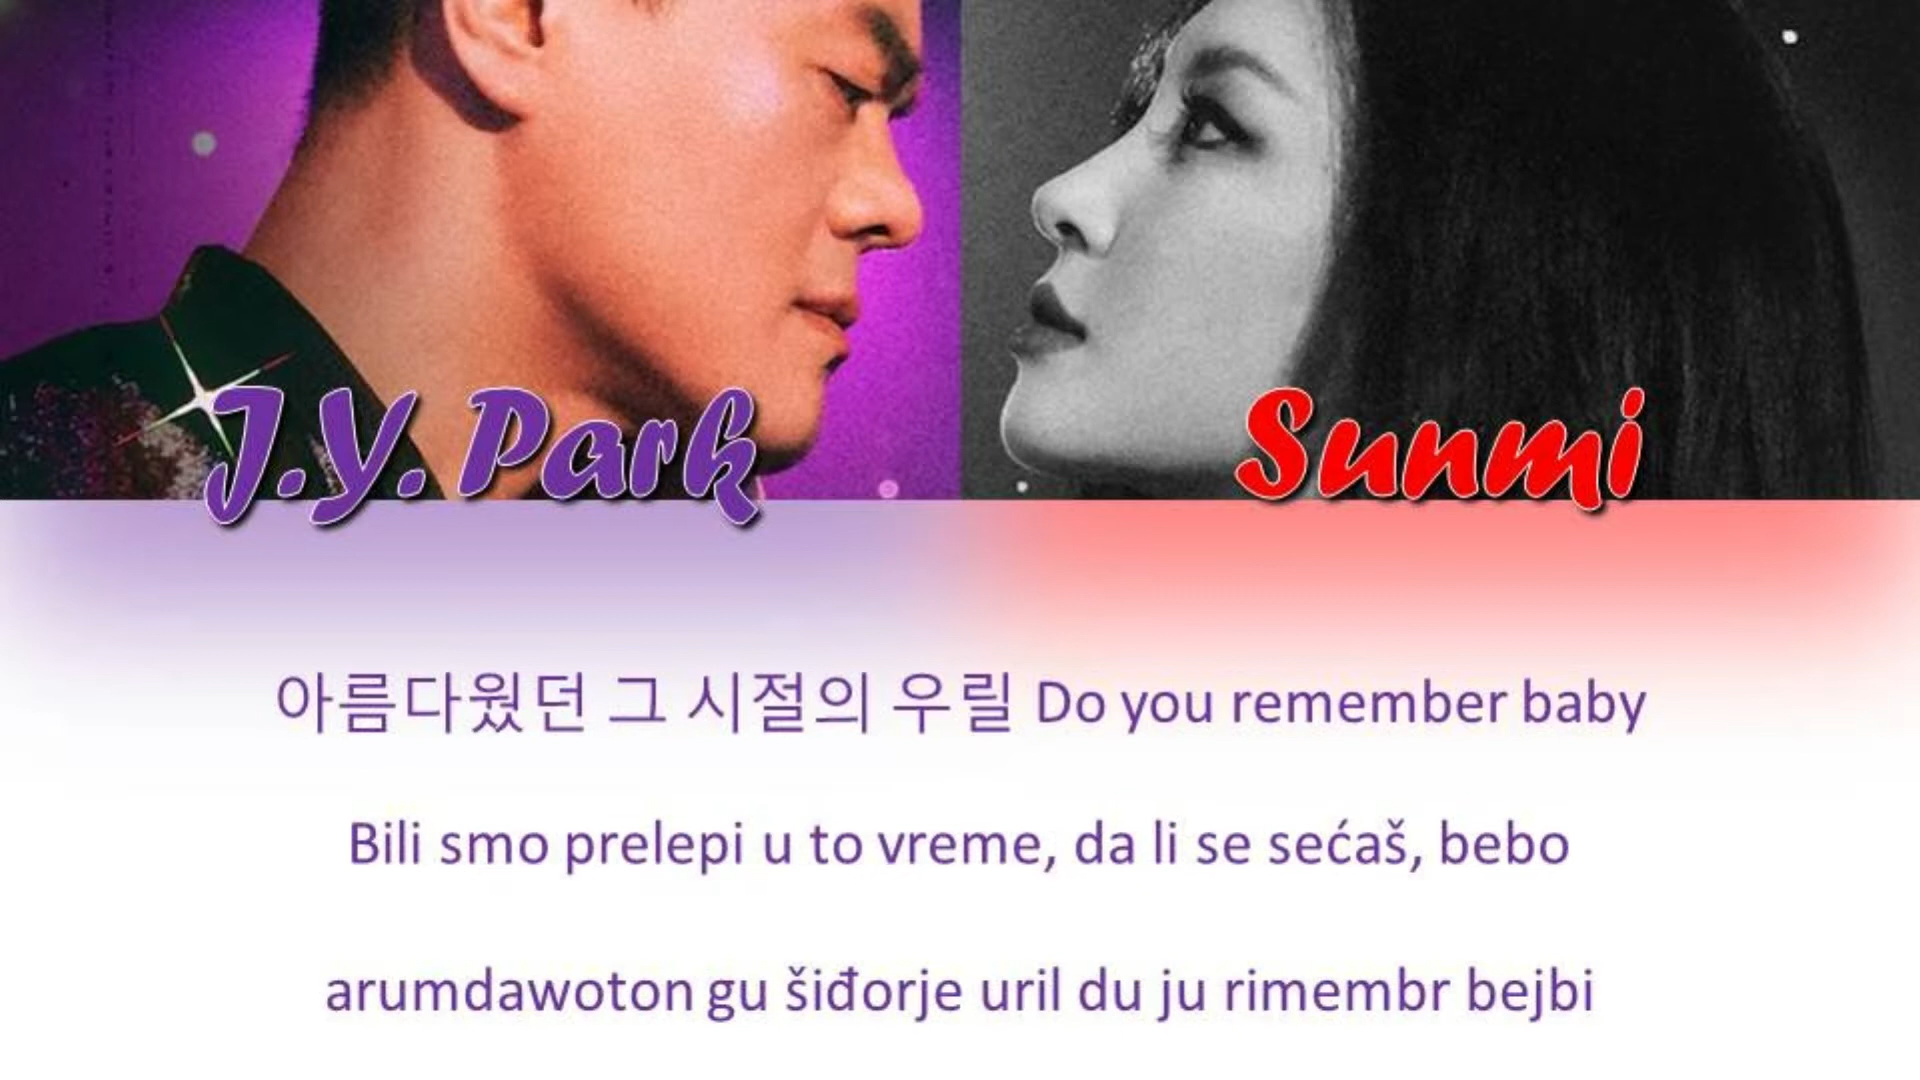 J.Y. Park
Sunmi
아름다웠던 그 시절의 우릴 Do you remember baby
Bili smo prelepi u to vreme, da li se sećaš, bebo
arumdawoton gu šiđorje uril du ju rimembr bejbi